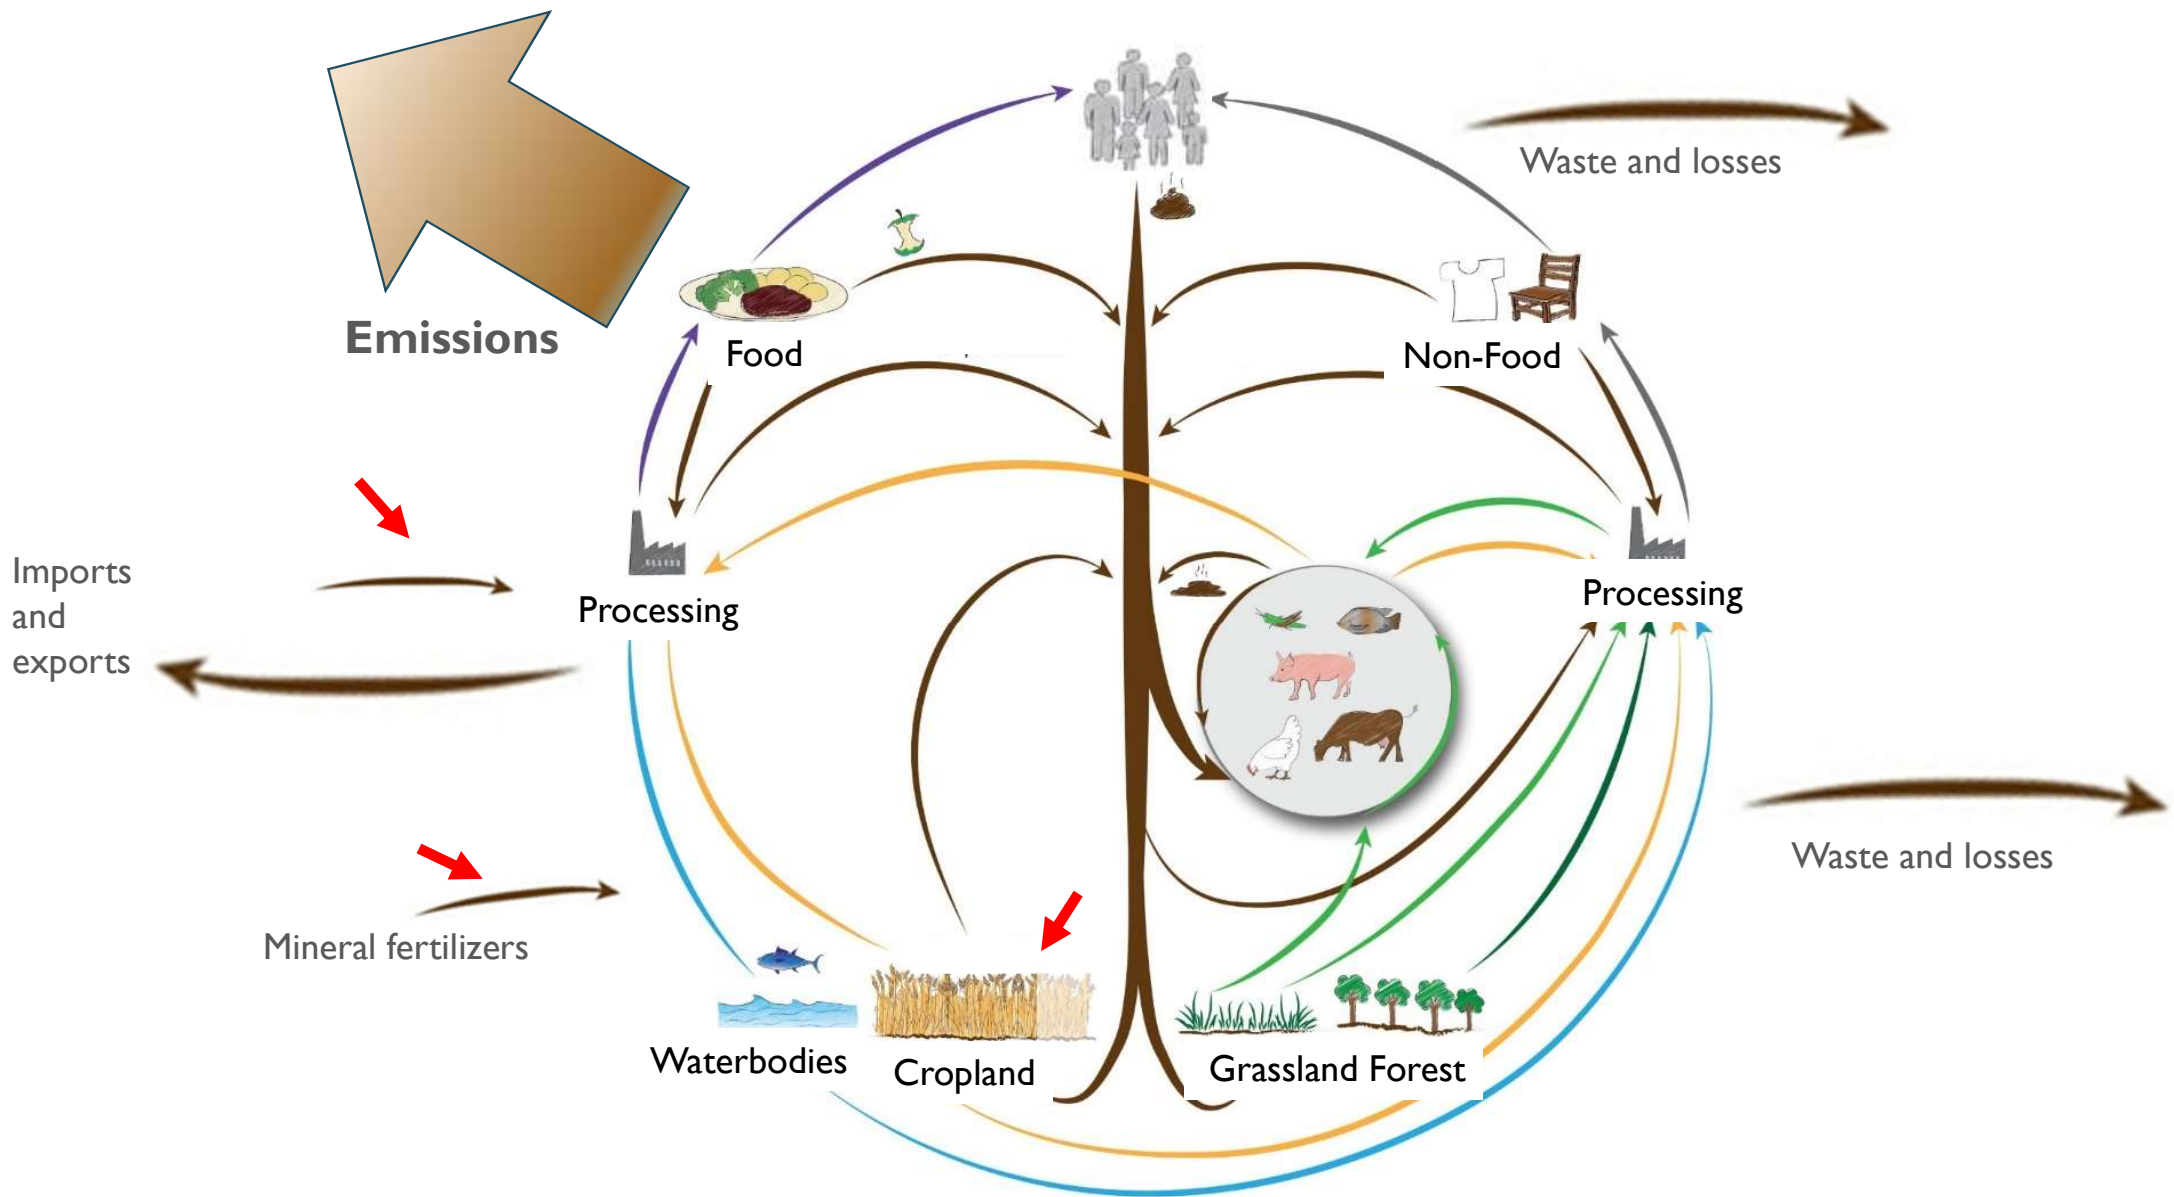 Waste and losses
Emissions
Food
Non-Food
Imports
and
exports
Processing
Processing
Waste and losses
Mineral fertilizers
Waterbodies
Cropland
Grassland Forest